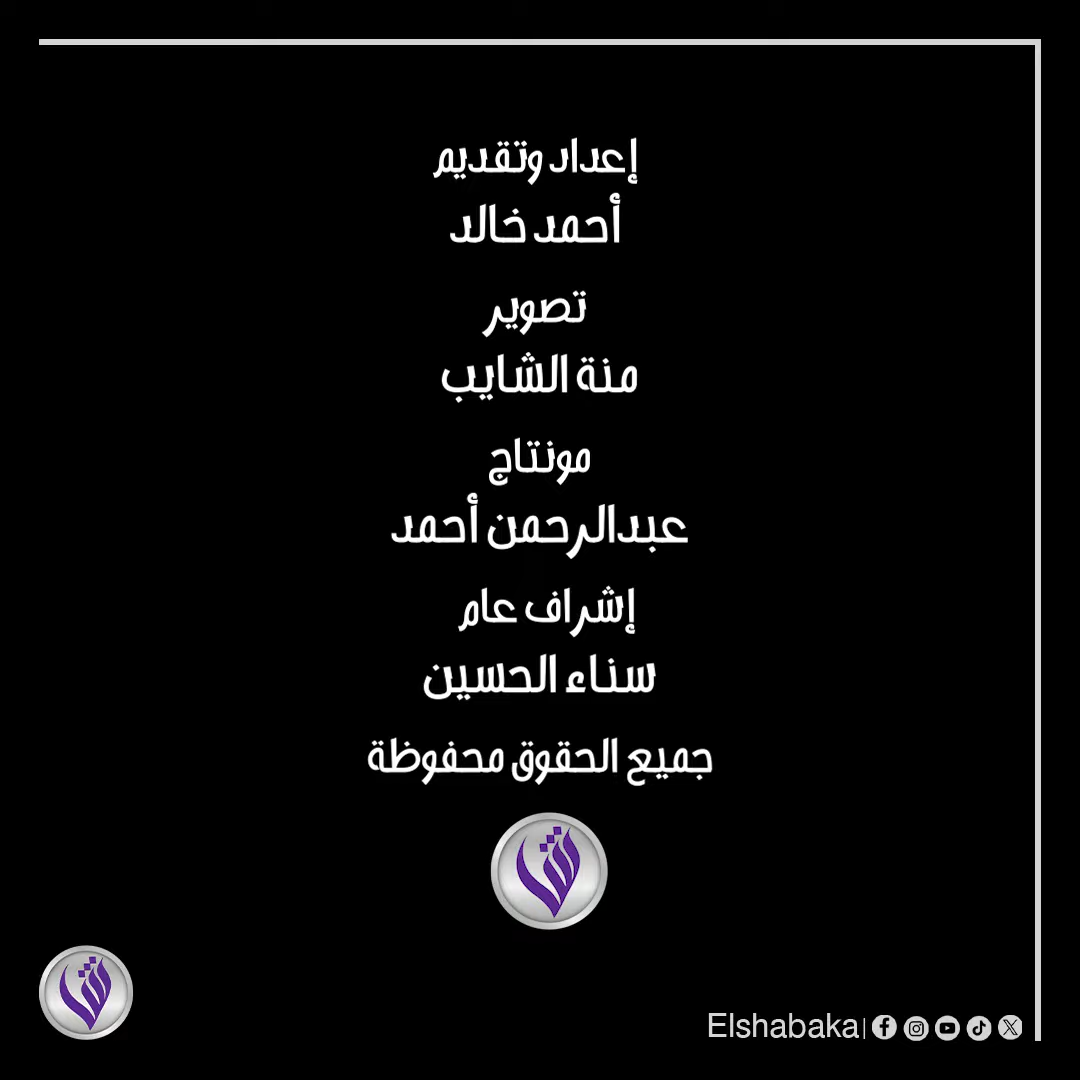 إعداد وتقديم
أحمد خالد
تصوير
منة الشايب
مونتاج
عبدالرحمن أحمد
إشراف عام
سناء الحسين
جميع الحقوق محفوظة
Elshabaka|